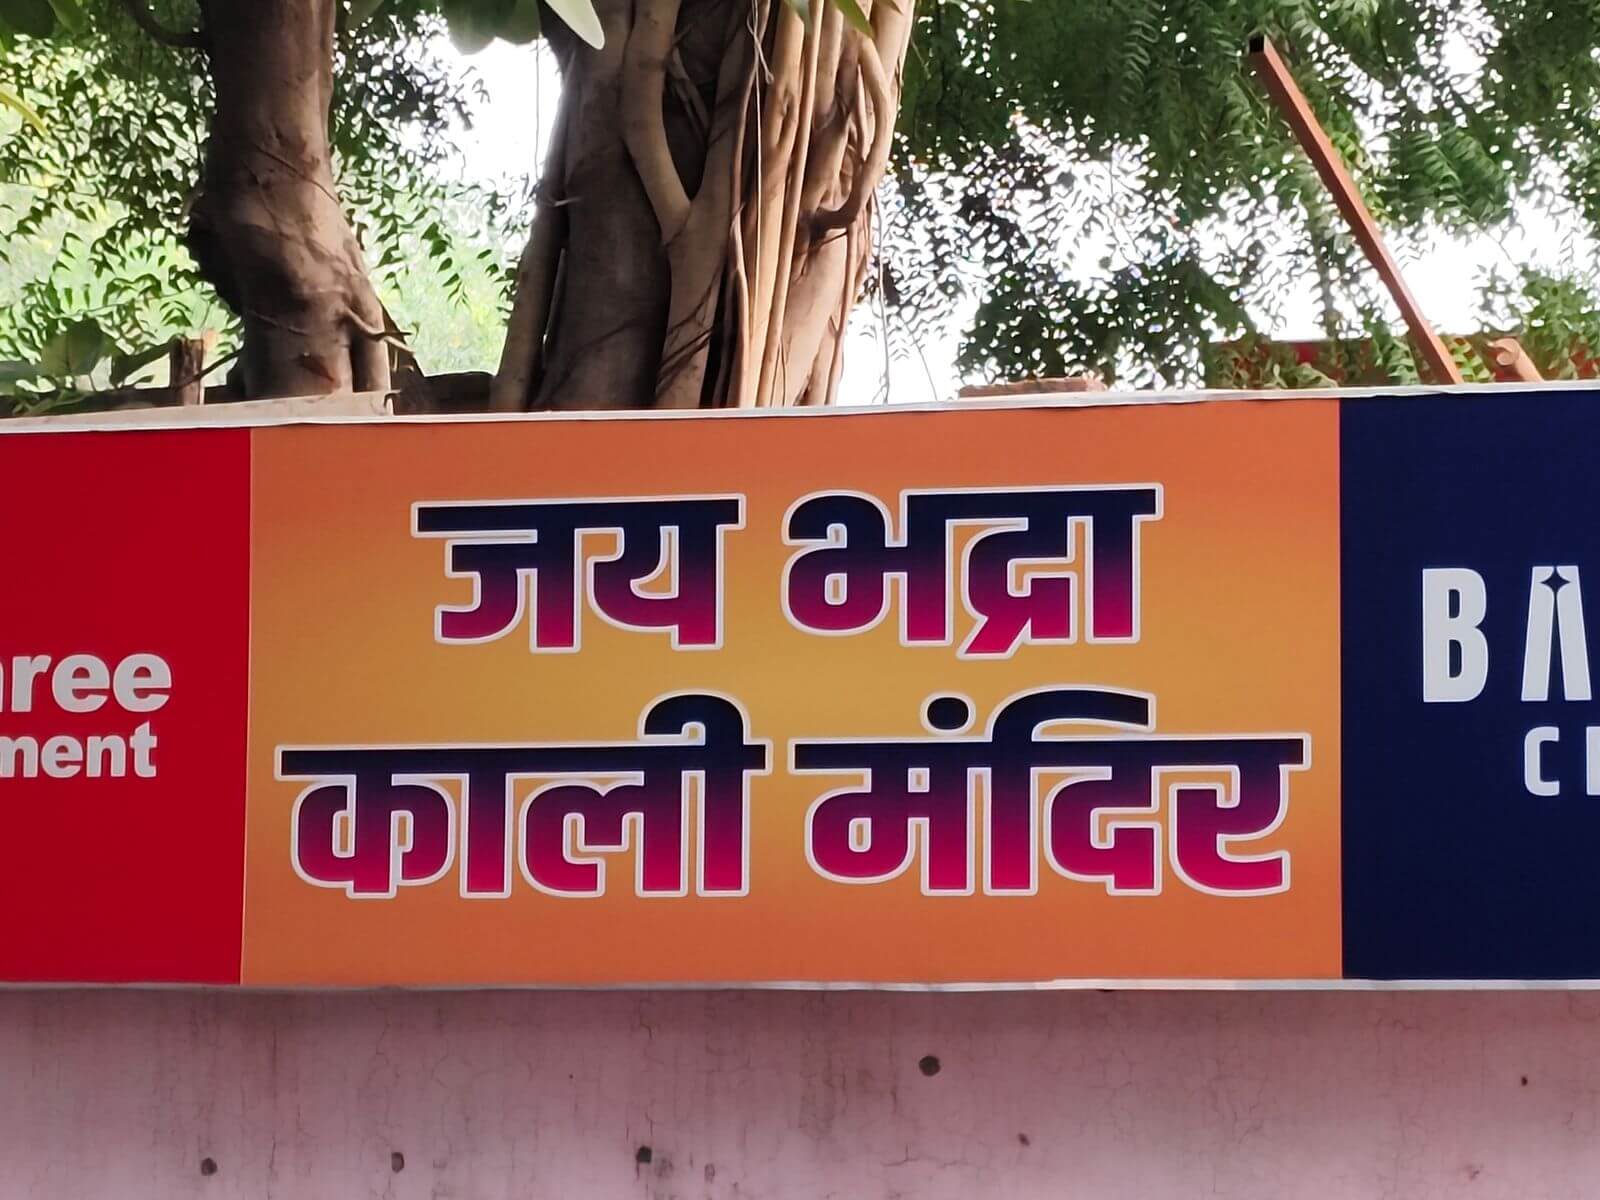 जय भद्रा
काली मंदिर